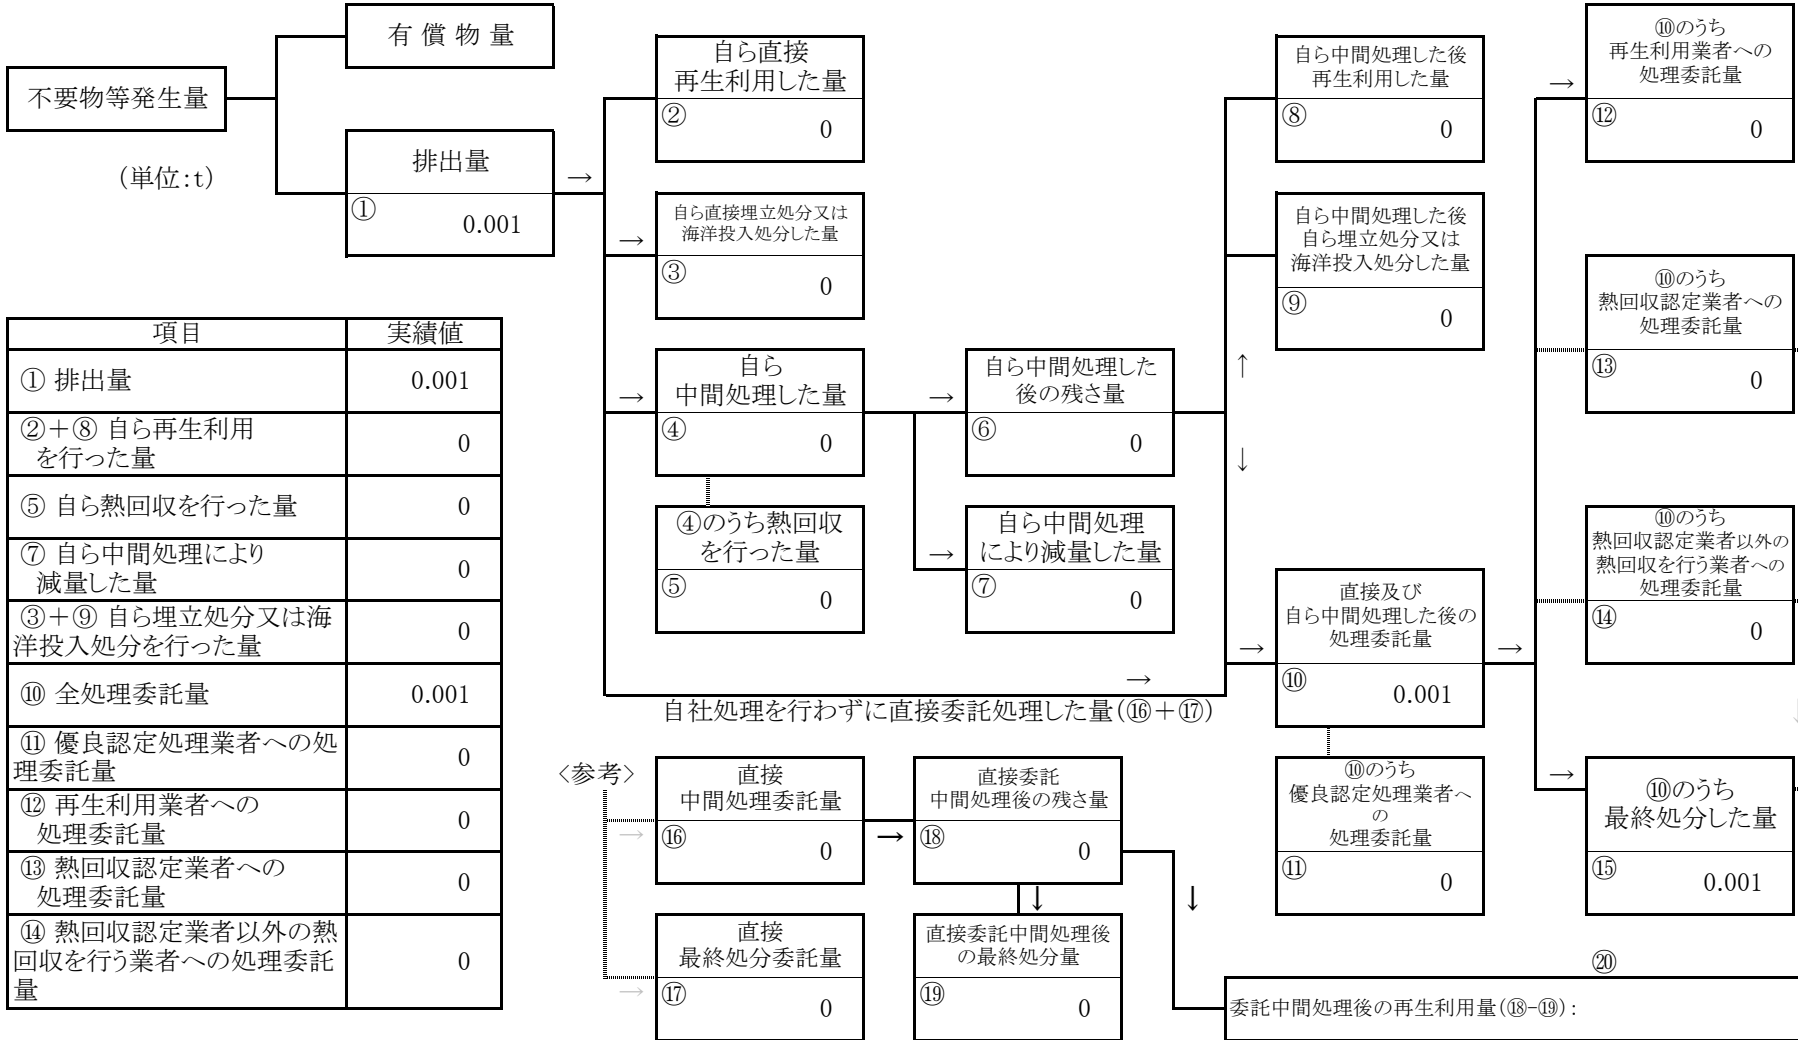 不要物等発生量
(単位:t)
有 償 物 量
排出量
① 0.001
→
自ら直接
再生利用した量
② 0
→
自ら直接埋立処分又は
海洋投入処分した量
③ 0
→
自ら
中間処理した量
④ 0
④のうち熱回収
を行った量
⑤ 0
→
自ら中間処理した
後の残さ量
⑥ 0
→
自ら中間処理
により減量した量
⑦ 0
自ら中間処理した後
再生利用した量
⑧ 0
自ら中間処理した後
自ら埋立処分又は
海洋投入処分した量
⑨ 0
↑
↓
→
直接及び
自ら中間処理した後の
処理委託量
⑩ 0.001
→
⑩のうち
優良認定処理業者へ
の
処理委託量
⑪ 0
→
⑩のうち
再生利用業者への
処理委託量
⑫ 0
⑩のうち
熱回収認定業者への
処理委託量
⑬ 0
⑩のうち
熱回収認定業者以外の
熱回収を行う業者への
処理委託量
⑭ 0
→
⑩のうち
最終処分した量
⑮ 0.001
→
自社処理を行わずに直接委託処理した量(⑯+⑰)
項目 実績値
① 排出量 0.001
②+⑧ 自ら再生利用
を行った量 0
⑤ 自ら熱回収を行った量 0
⑦ 自ら中間処理により
減量した量 0
③+⑨ 自ら埋立処分又は海
洋投入処分を行った量 0
⑩ 全処理委託量 0.001
⑪ 優良認定処理業者への処
理委託量 0
⑫ 再生利用業者への
処理委託量 0
⑬ 熱回収認定業者への
処理委託量 0
⑭ 熱回収認定業者以外の熱
回収を行う業者への処理委託
量 0
<参考>
→
直接
中間処理委託量
⑯ 0
→
直接委託
中間処理後の残さ量
⑱ 0
↓
↓
→
直接
最終処分委託量
⑰ 0
直接委託中間処理後
の最終処分量
⑲ 0
⑳
委託中間処理後の再生利用量(⑱-⑲):